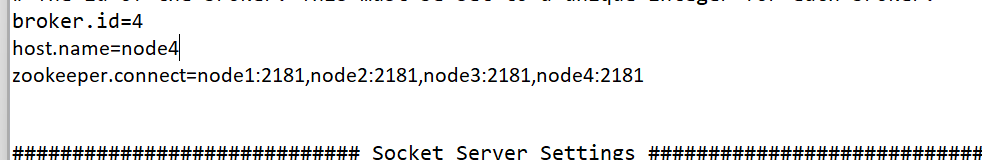 broker.id=4
host.name=node4
zookeeper.connect=node1:2181,node2:2181,node3:2181,node4:2181
############################# Socket Server Settings ############################